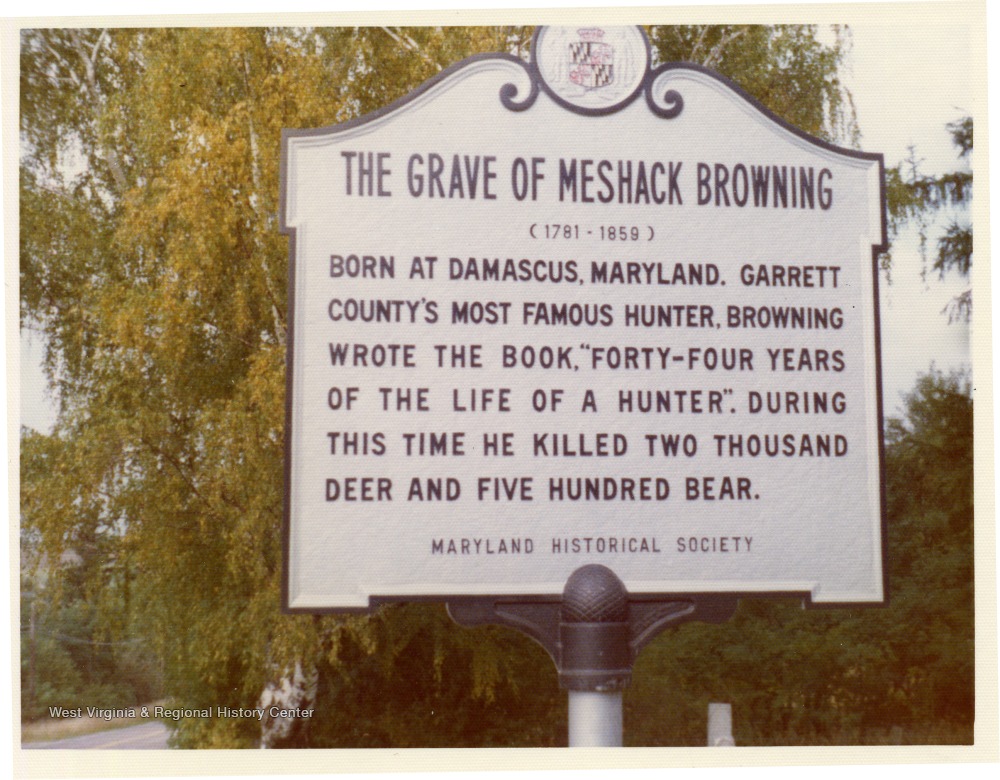 THE GRAVE OF MESHACK BROWNING
(1781 - 1859)
BORN AT DAMASCUS, MARYLAND. GARRETT
COUNTY'S MOST FAMOUS HUNTER, BROWNING
WROTE THE BOOK, "FORTY-FOUR YEARS
OF THE LIFE OF A HUNTER". DURING
THIS TIME HE KILLED TWO THOUSAND
DEER AND FIVE HUNDRED BEAR.
MARYLAND HISTORICAL SOCIETY
West Virginia & Regional History Center